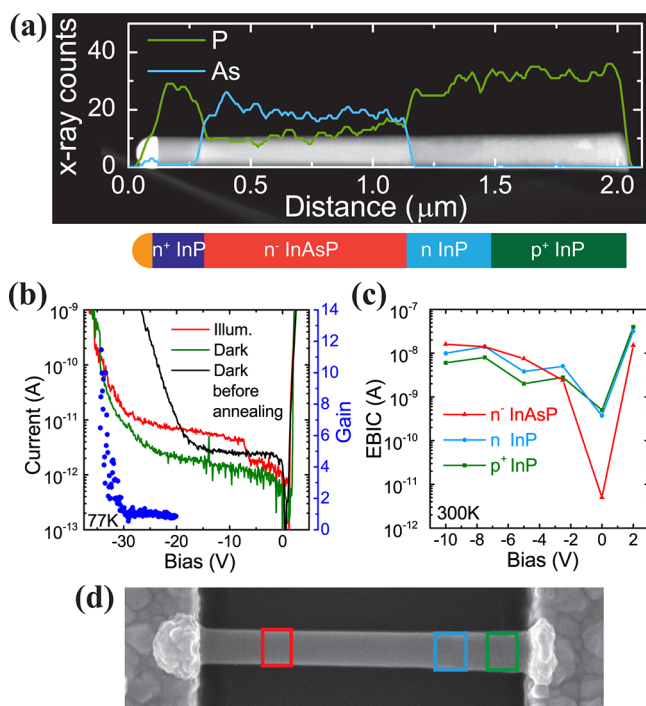 (a)
x-ray counts
40
20
0
P
As
0.0 0.5 1.0 1.5 2.0
Distance (μm)
n⁺ InP n⁻ InAsP n InP p⁺ InP
(b)
Current (A)
10⁻⁹
10⁻¹⁰
10⁻¹¹
10⁻¹²
10⁻¹³
Illum.
Dark
Dark
before
annealing
77K
14
12
10
8
6
4
2
0
Gain
-30 -20 -10 0
Bias (V)
(c)
EBIC (A)
10⁻⁶
10⁻⁷
10⁻⁸
10⁻⁹
10⁻¹⁰
10⁻¹¹
10⁻¹²
n⁻ InAsP
n InP
p⁺ InP
300K
-10 -8 -6 -4 -2 0 2
Bias (V)
(d)